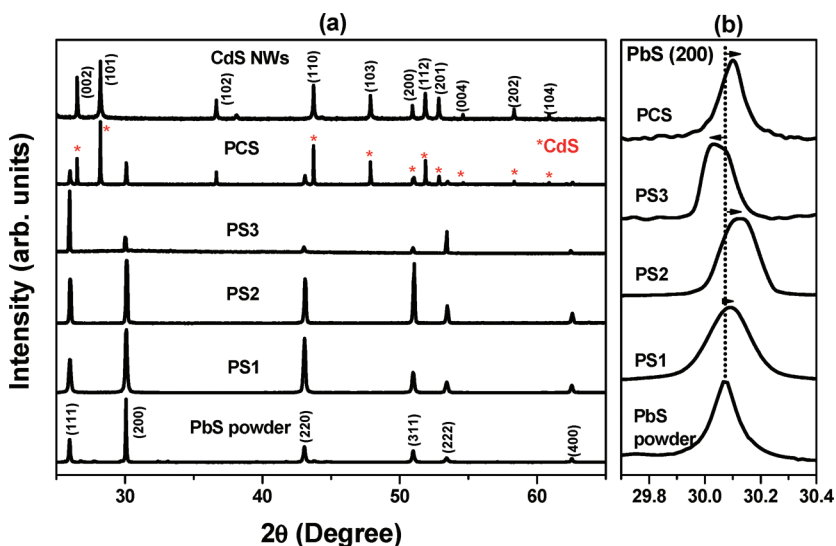 (a)
(b)
CdS NWs
(002)
(101)
(102)
(110)
(103)
(200)
(112)
(201)
(004)
(202)
(104)
PCS
*CdS
* * * * * * * * * *
PS3
PS2
PS1
PbS powder
(111)
(200)
(220)
(311)
(222)
(400)
30
40
50
60
2θ (Degree)
Intensity (arb. units)
PbS (200)
PCS
PS3
PS2
PS1
PbS
powder
29.8
30.0
30.2
30.4